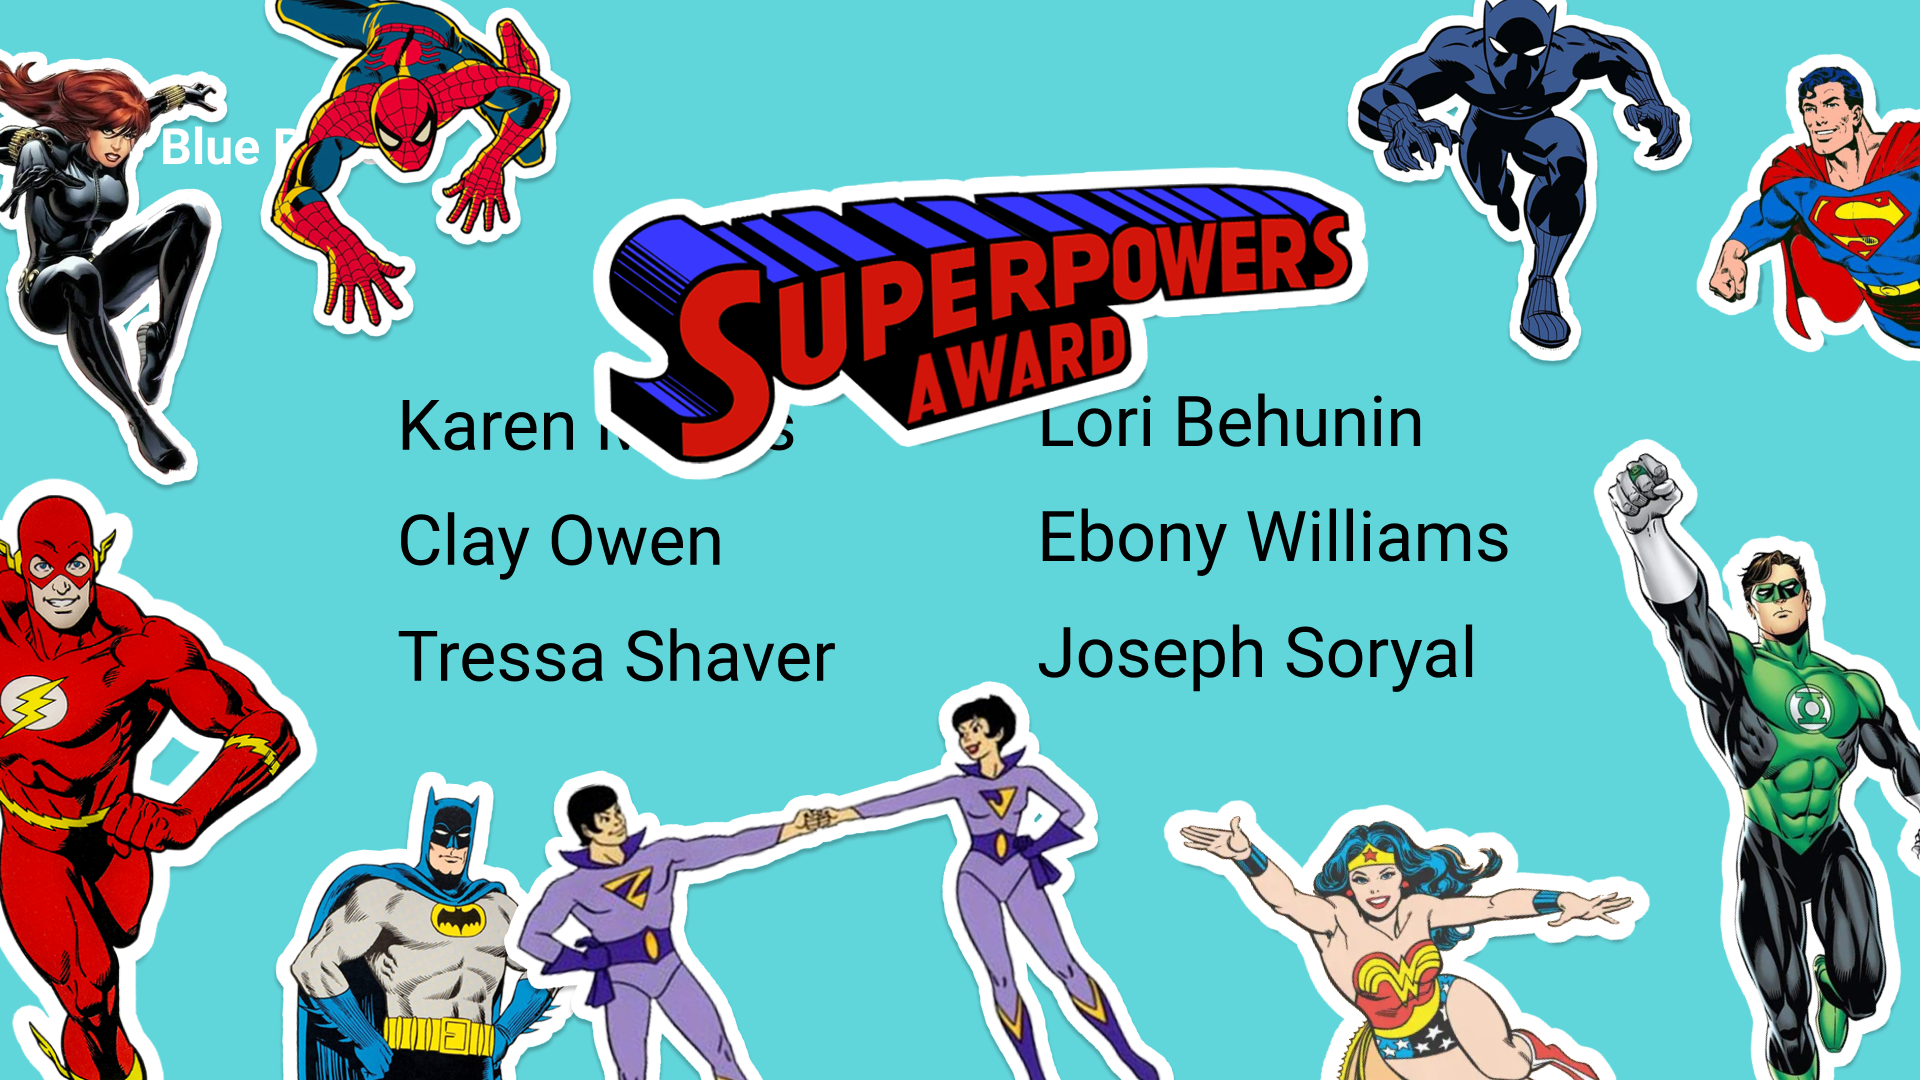 Blue
SUPERPOWERS
AWARD
Karen
Clay Owen
Tressa Shaver
Lori Behunin
Ebony Williams
Joseph Soryal